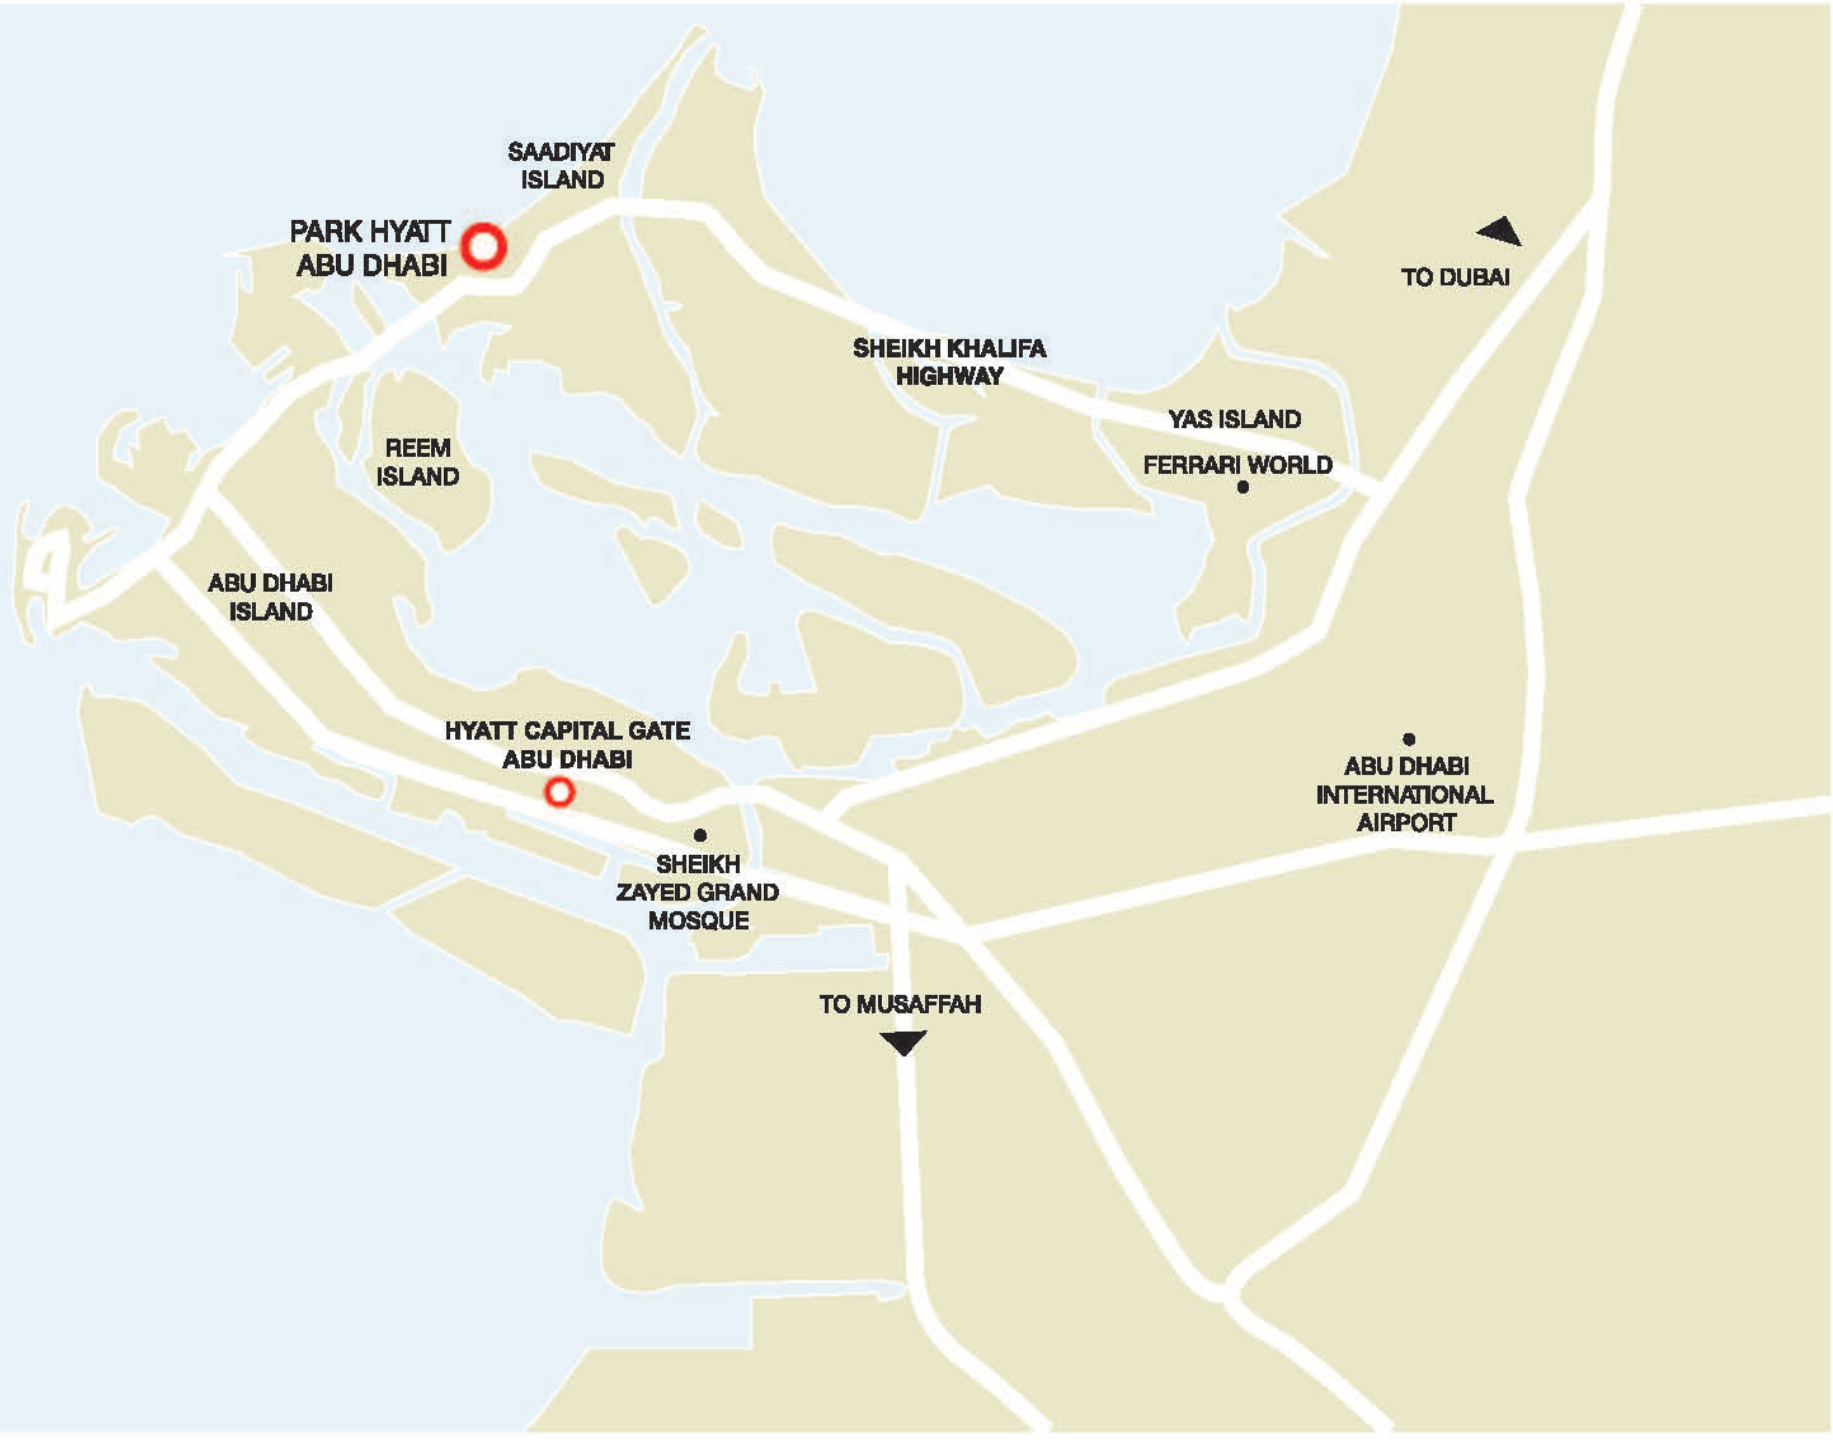 SAADIYAT
ISLAND
PARK HYATT
ABU DHABI
TO DUBAI
SHEIKH KHALIFA
HIGHWAY
YAS ISLAND
FERRARI WORLD
REEM
ISLAND
ABU DHABI
ISLAND
HYATT CAPITAL GATE
ABU DHABI
ABU DHABI
INTERNATIONAL
AIRPORT
SHEIKH
ZAYED GRAND
MOSQUE
TO MUSAFFAH